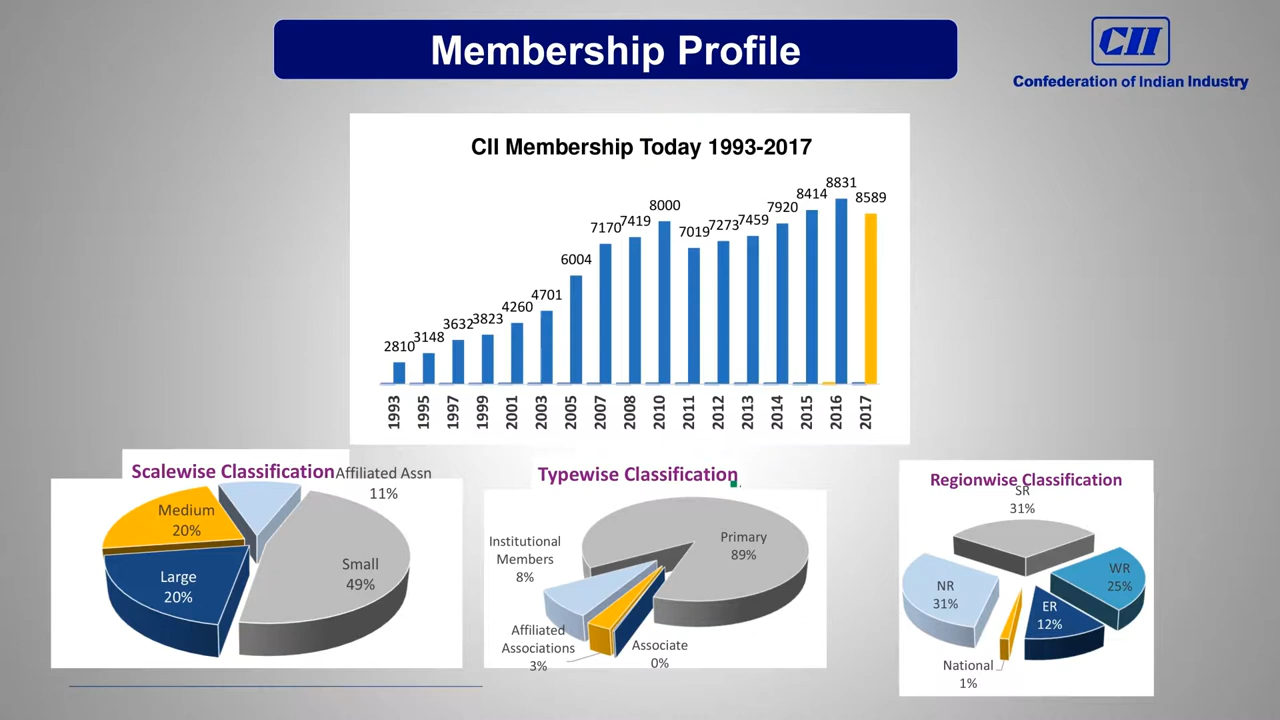 Membership Profile
CII
Confederation of Indian Industry
CII Membership Today 1993-2017
2810
3148
3632
3823
4260
4701
6004
7170
7419
8000
7019
7273
7459
7920
8414
8831
8589
1993
1995
1997
1999
2001
2003
2005
2007
2008
2010
2011
2012
2013
2014
2015
2016
2017
Scalewise Classification
Affiliated Assn
11%
Medium
20%
Large
20%
Small
49%
Typewise Classification
Primary
89%
Institutional
Members
8%
Affiliated
Associations
3%
Associate
0%
Regionwise Classification
SR
31%
WR
25%
NR
31%
ER
12%
National
1%